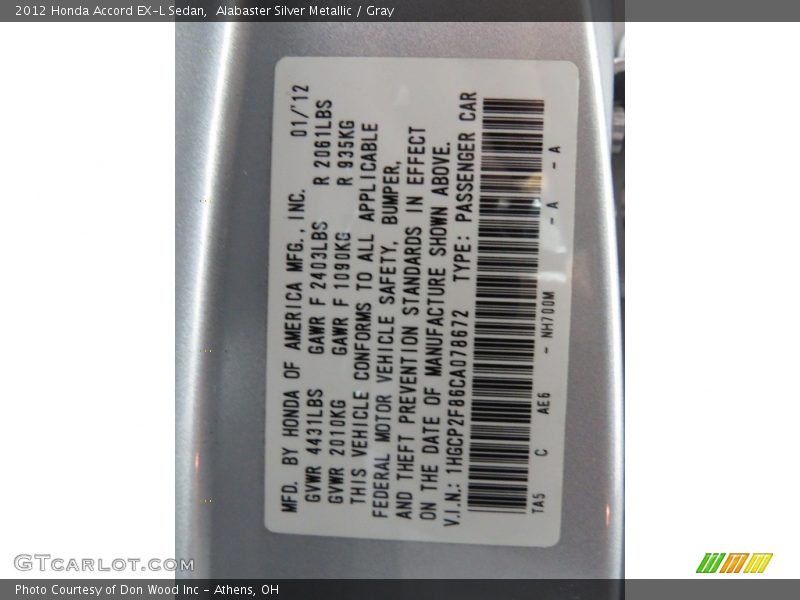 2012 Honda Accord EX-L Sedan, Alabaster Silver Metallic / Gray
MFD. BY HONDA OF AMERICA MFG., INC. 01/'12
GVWR 4431LBS GAWR F 2403LBS R 2061LBS
GVWR 2010KG GAWR F 1090KG R 935KG
THIS VEHICLE CONFORMS TO ALL APPLICABLE
FEDERAL MOTOR VEHICLE SAFETY, BUMPER,
AND THEFT PREVENTION STANDARDS IN EFFECT
ON THE DATE OF MANUFACTURE SHOWN ABOVE.
V.I.N.: 1HGCP2F86CA078672 TYPE: PASSENGER CAR
TA5 C AE6 - NH700M - A - A
GTCARLOT.COM
Photo Courtesy of Don Wood Inc - Athens, OH